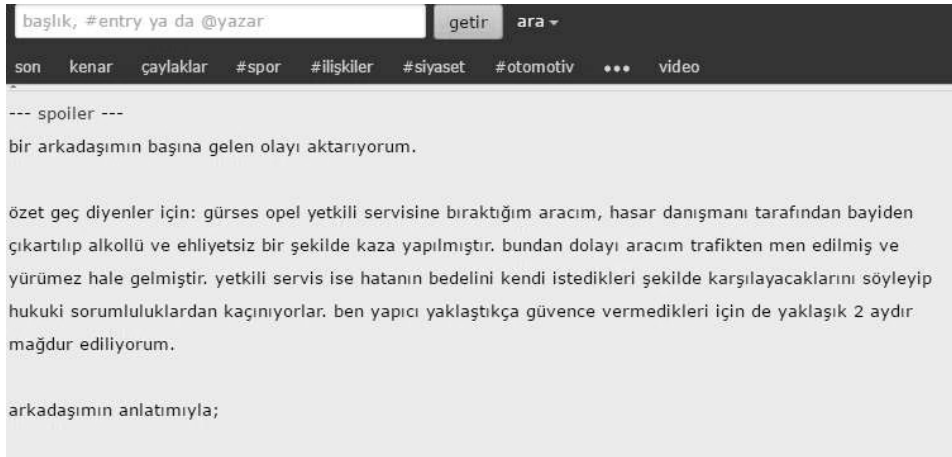 başlık, #entry ya da @yazar getir ara
son kenar çaylaklar #spor #ilişkiler #siyaset #otomotiv ••• video
--- spoiler ---
bir arkadaşımın başına gelen olayı aktarıyorum.
özet geç diyenler için: gürses opel yetkili servisine bıraktığım aracım, hasar danışmanı tarafından bayiden
çıkartılıp alkollü ve ehliyetsiz bir şekilde kaza yapılmıştır. bundan dolayı aracım trafikten men edilmiş ve
yürümez hale gelmiştir. yetkili servis ise hatanın bedelini kendi istedikleri şekilde karşılayacaklarını söyleyip
hukuki sorumluluklardan kaçınıyorlar. ben yapıcı yaklaştıkça güvence vermedikleri için de yaklaşık 2 aydır
mağdur ediliyorum.
arkadaşımın anlatımıyla;